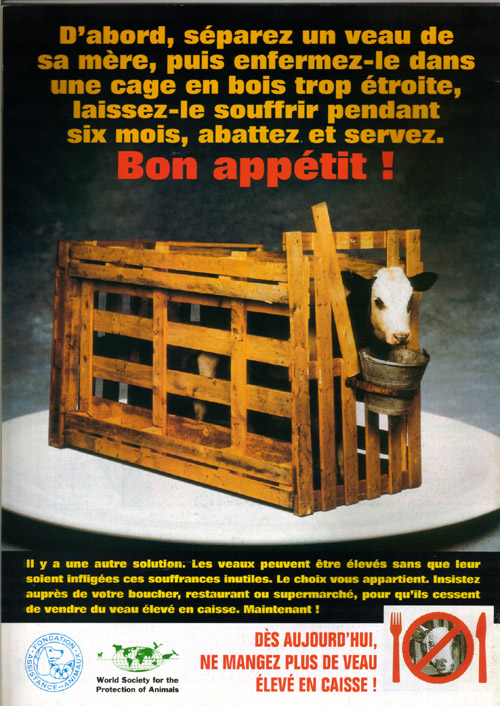 D'abord, séparez un veau de
sa mère, puis enfermez-le dans
une cage en bois trop étroite,
laissez-le souffrir pendant
six mois, abattez et servez.
Bon appétit !
Il y a une autre solution. Les veaux peuvent être élevés sans que leur
soient infligées ces souffrances inutiles. Le choix vous appartient. Insistez
auprès de votre boucher, restaurant ou supermarché, pour qu'ils cessent
de vendre du veau élevé en caisse. Maintenant !
FONDATION
ASSISTANCE AUX ANIMAUX
World Society for the
Protection of Animals
DÈS AUJOURD'HUI,
NE MANGEZ PLUS DE VEAU
ÉLEVÉ EN CAISSE !